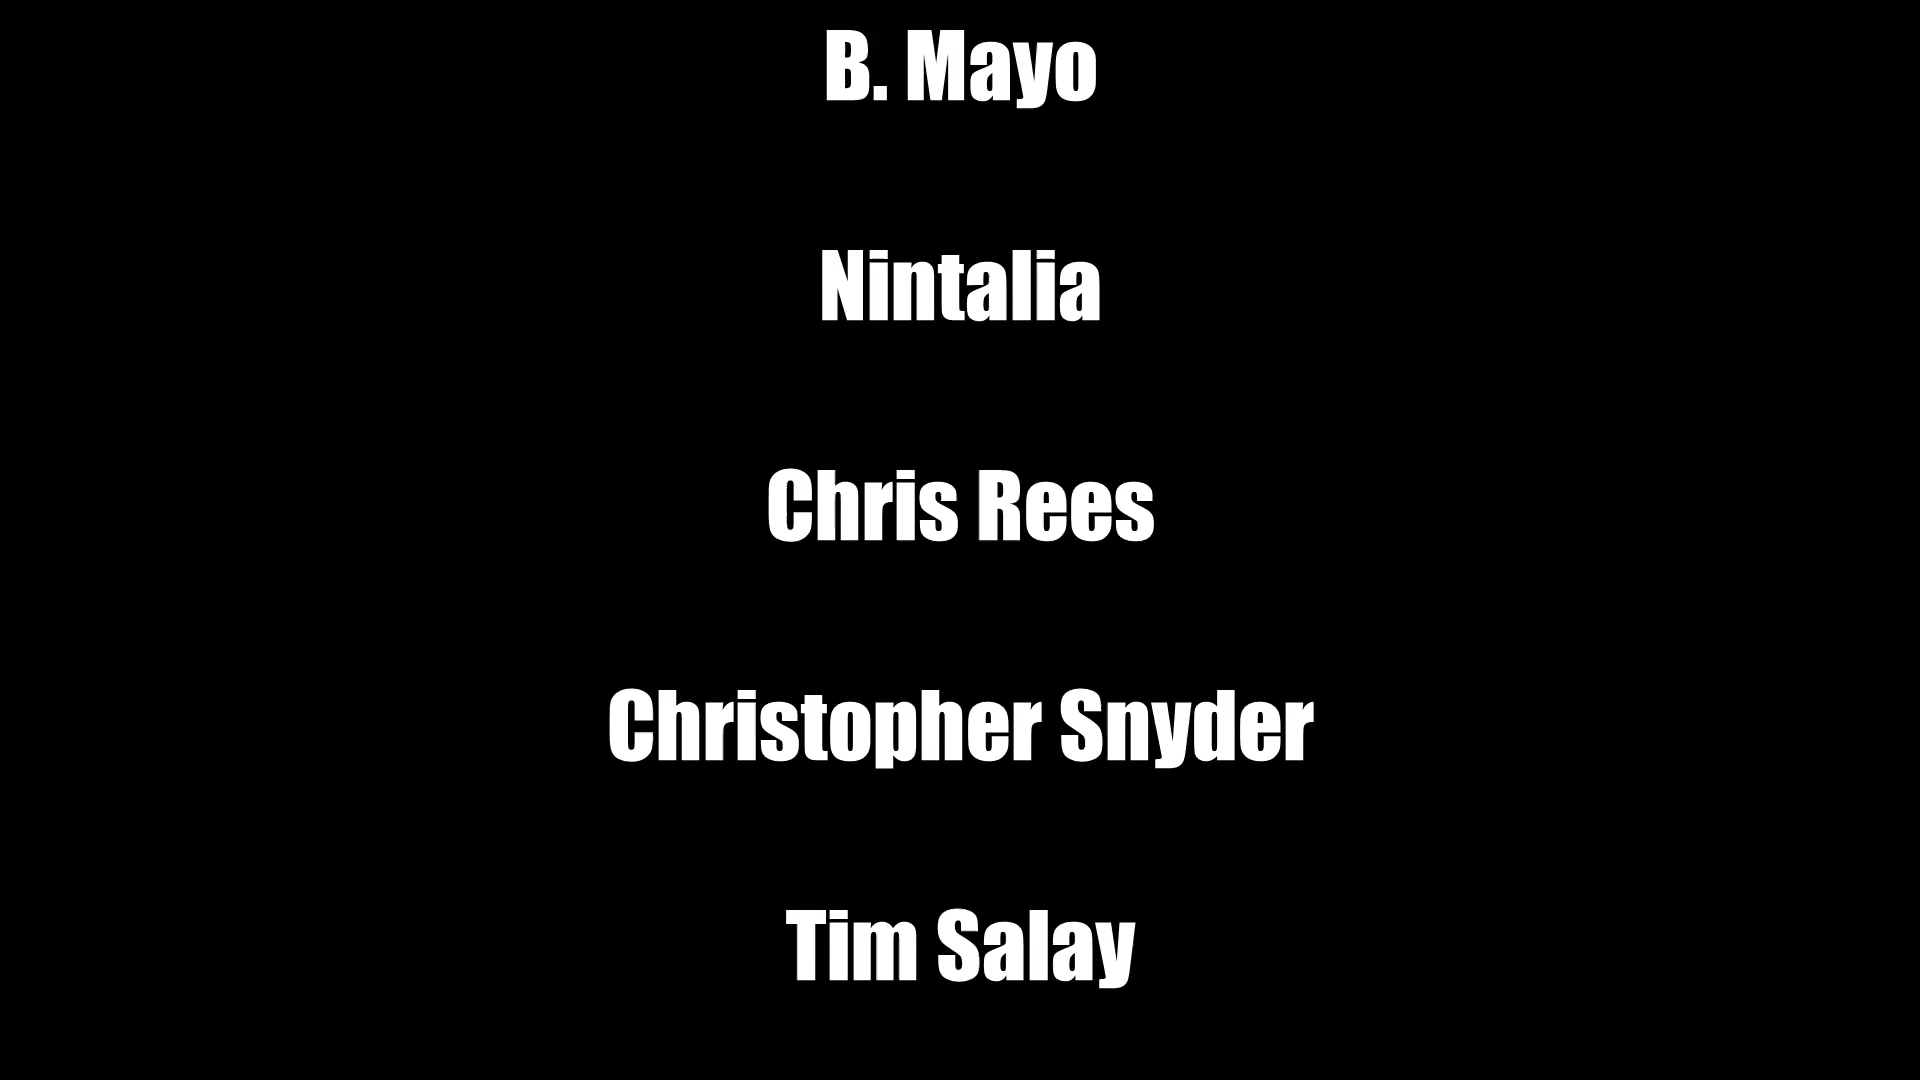 B. Mayo
Nintalia
Chris Rees
Christopher Snyder
Tim Salay